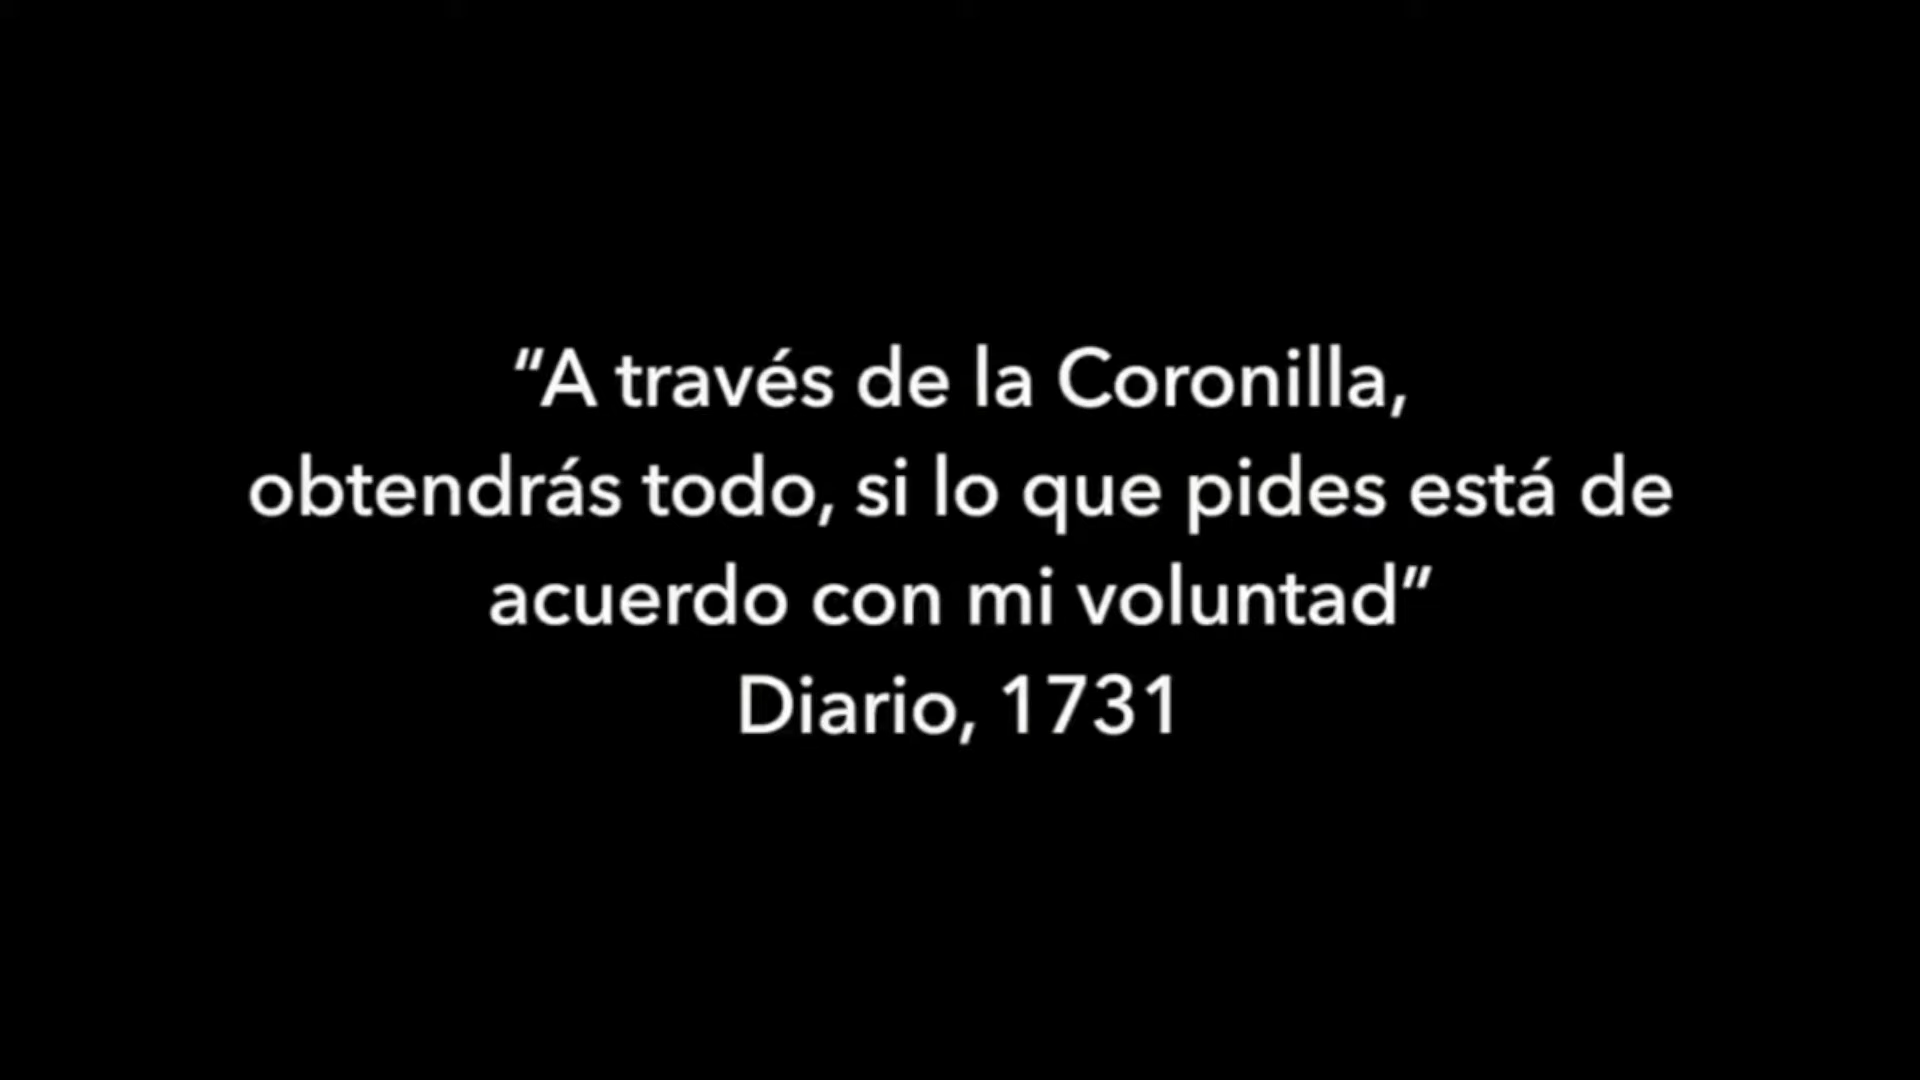 “A través de la Coronilla,
obtendrás todo, si lo que pides está de
acuerdo con mi voluntad”
Diario, 1731